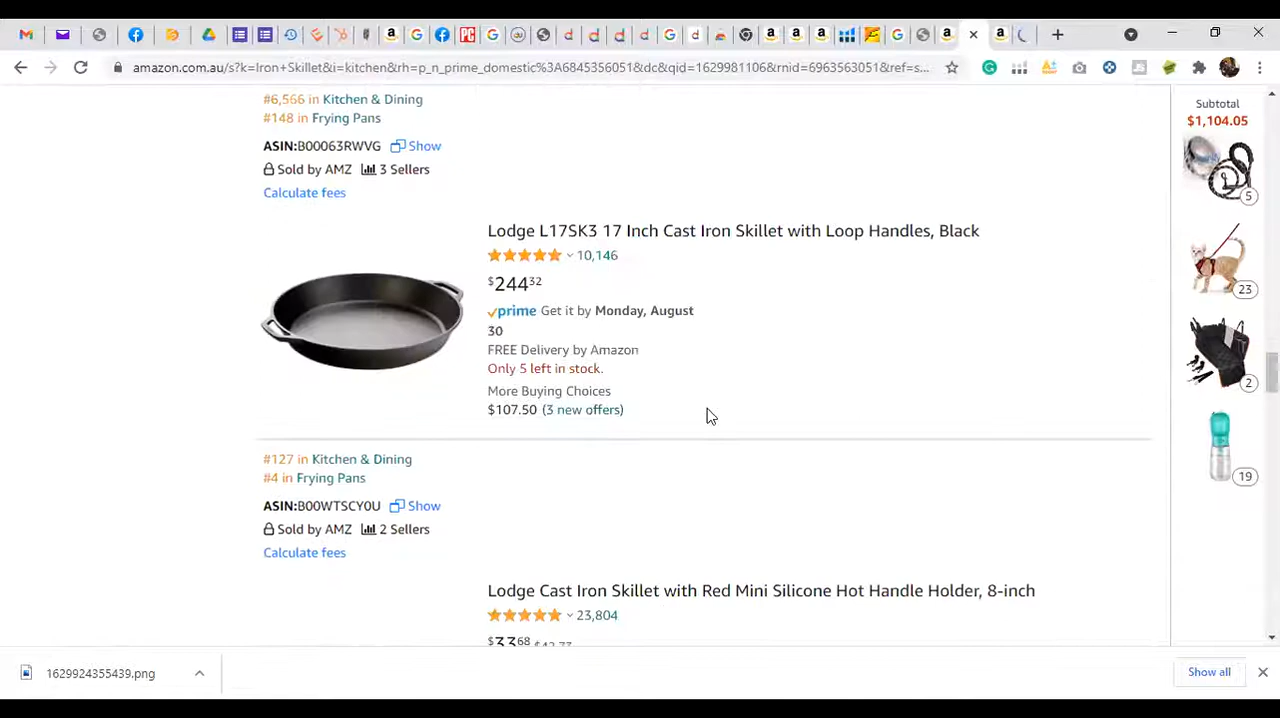 amazon.com.au/s?k=Iron+Skillet&i=kitchen&rh=p_n_prime_domestic%3A6845356051&dc&qid=1629981106&rnid=6963563051&ref=s...
#6,566 in Kitchen & Dining
#148 in Frying Pans
ASIN:B00063RWVG Show
Sold by AMZ 3 Sellers
Calculate fees
Lodge L17SK3 17 Inch Cast Iron Skillet with Loop Handles, Black
10,146
$244 32
prime Get it by Monday, August
30
FREE Delivery by Amazon
Only 5 left in stock.
More Buying Choices
$107.50 (3 new offers)
#127 in Kitchen & Dining
#4 in Frying Pans
ASIN:B00WTSCY0U Show
Sold by AMZ 2 Sellers
Calculate fees
Lodge Cast Iron Skillet with Red Mini Silicone Hot Handle Holder, 8-inch
23,804
$33 68
Subtotal
$1,104.05
5
23
2
19
1629924355439.png
Show all